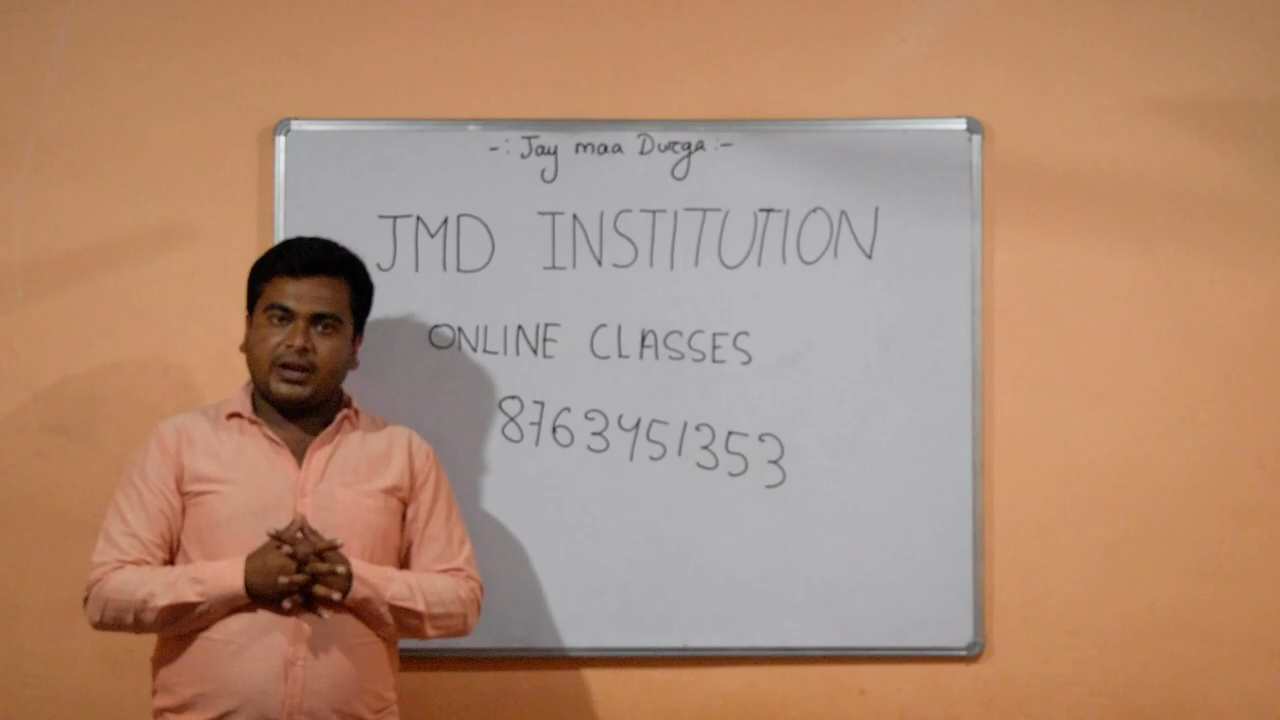 -: Jay maa Durga :-
JMD INSTITUTION
ONLINE CLASSES
8763451353